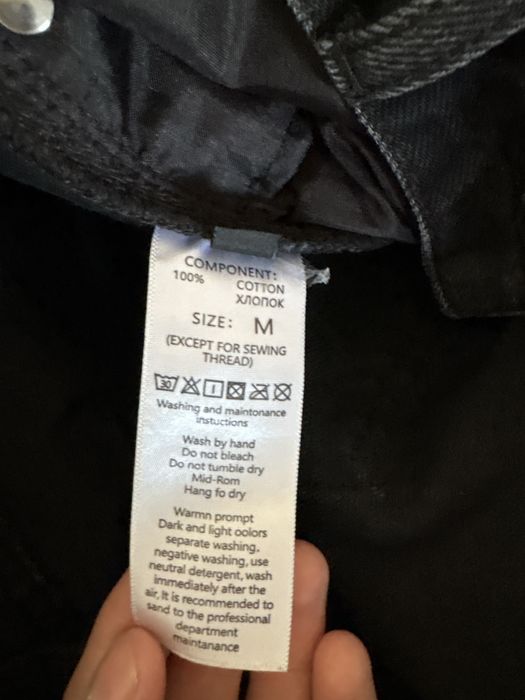 COMPONENT:
100% COTTON
ХЛОПОК
SIZE: M
(EXCEPT FOR SEWING
THREAD)
30
Washing and maintonance
instuctions
Wash by hand
Do not bleach
Do not tumble dry
Mid-Rom
Hang fo dry
Warmn prompt
Dark and light oolors
separate washing,
negative washing, use
neutral detergent, wash
immediately after the
air, It is recommended to
sand to the professional
department
maintanance